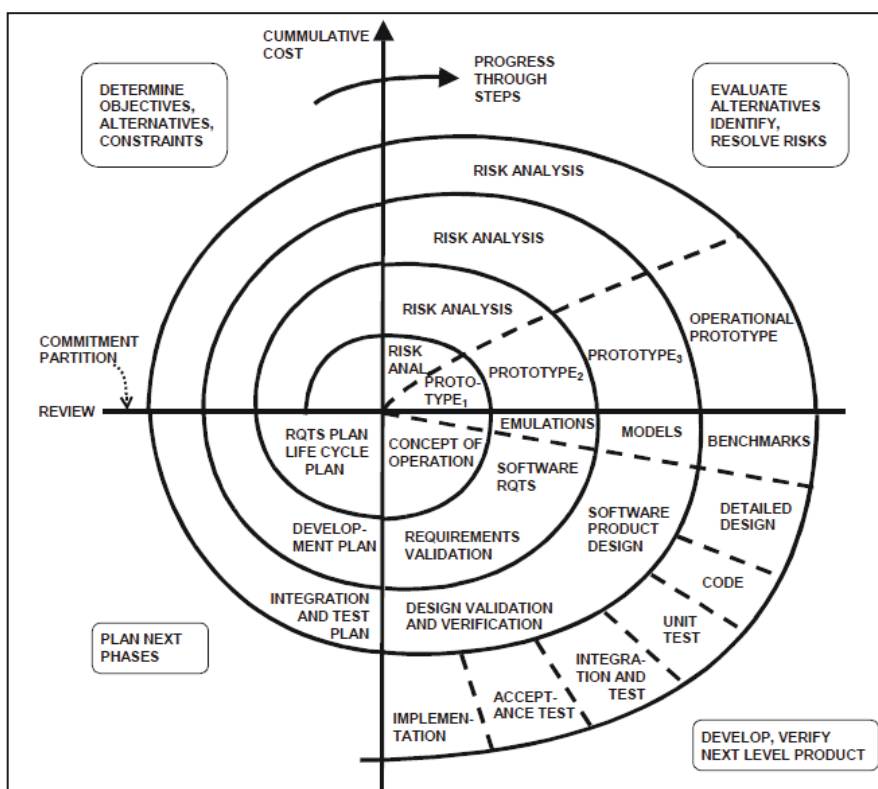 CUMMULATIVE
COST
PROGRESS
THROUGH
STEPS
DETERMINE
OBJECTIVES,
ALTERNATIVES,
CONSTRAINTS
EVALUATE
ALTERNATIVES
IDENTIFY,
RESOLVE RISKS
RISK ANALYSIS
RISK ANALYSIS
RISK ANALYSIS
RISK
ANAL.
PROTO-
TYPE1
PROTOTYPE2
PROTOTYPE3
OPERATIONAL
PROTOTYPE
COMMITMENT
PARTITION
REVIEW
EMULATIONS
MODELS
BENCHMARKS
RQTS PLAN
LIFE CYCLE
PLAN
CONCEPT OF
OPERATION
SOFTWARE
RQTS
SOFTWARE
PRODUCT
DESIGN
DETAILED
DESIGN
DEVELOP-
MENT PLAN
REQUIREMENTS
VALIDATION
CODE
INTEGRATION
AND TEST
PLAN
DESIGN VALIDATION
AND VERIFICATION
UNIT
TEST
PLAN NEXT
PHASES
INTEGRA-
TION AND
TEST
ACCEPT-
ANCE TEST
IMPLEMEN-
TATION
DEVELOP, VERIFY
NEXT LEVEL PRODUCT